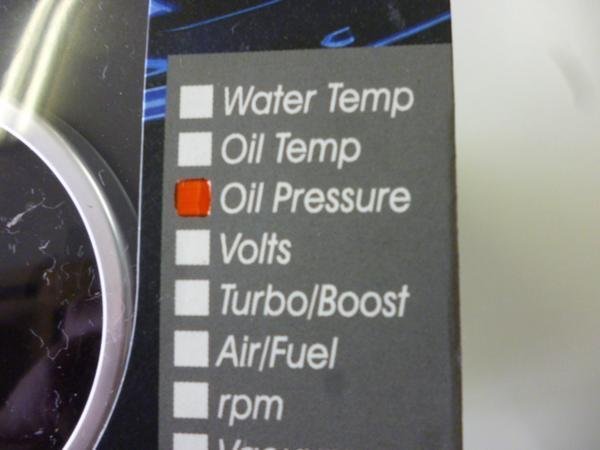 Water Temp
Oil Temp
Oil Pressure
Volts
Turbo/Boost
Air/Fuel
rpm